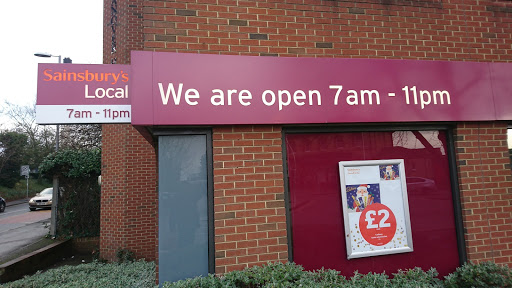 Sainsbury's
Local
7am - 11pm
We are open 7am - 11pm
£2